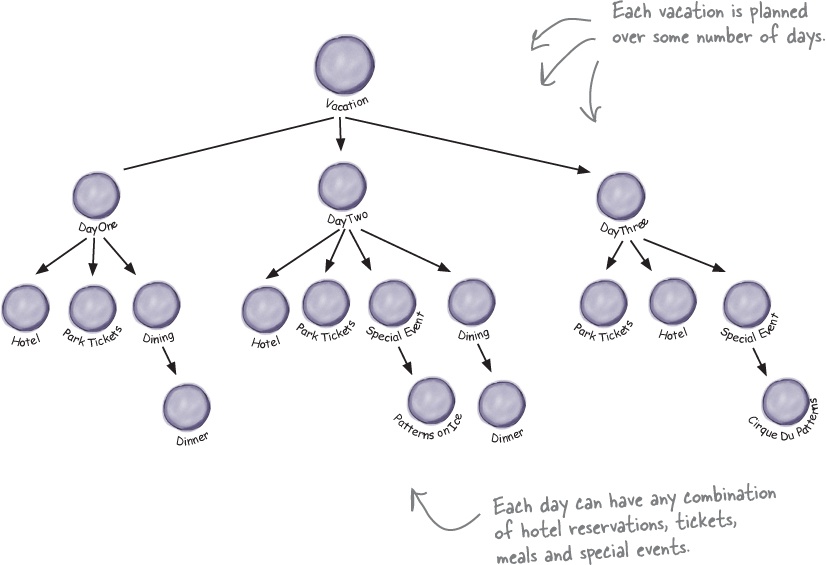 Each vacation is planned
over some number of days.
Vacation
DayOne
DayTwo
DayThree
Hotel
Park Tickets
Dining
Hotel
Park Tickets
Special Event
Dining
Park Tickets
Hotel
Special Event
Dinner
Patterns on Ice
Dinner
Cirque Du Patterns
Each day can have any combination
of hotel reservations, tickets,
meals and special events.